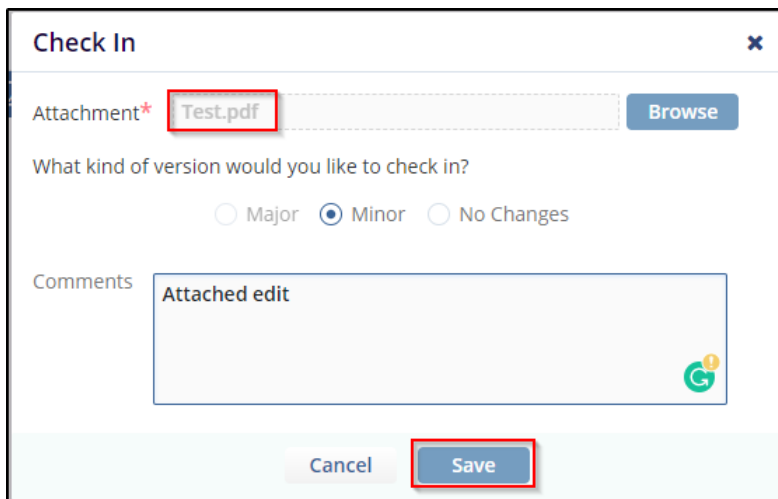 Check In
Attachment* Test.pdf Browse
What kind of version would you like to check in?
Major Minor No Changes
Comments Attached edit
Cancel Save